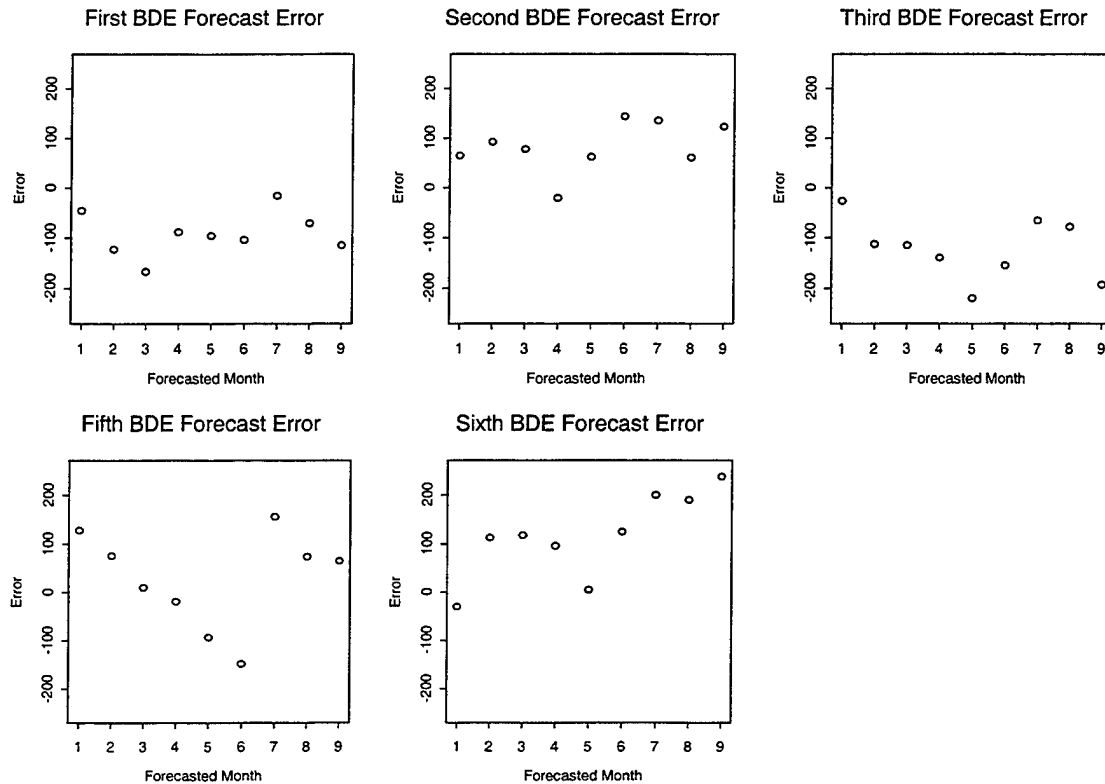 First BDE Forecast Error
Error
200
100
0
-100
-200
1 2 3 4 5 6 7 8 9
Forecasted Month
Second BDE Forecast Error
Error
200
100
0
-100
-200
1 2 3 4 5 6 7 8 9
Forecasted Month
Third BDE Forecast Error
Error
200
100
0
-100
-200
1 2 3 4 5 6 7 8 9
Forecasted Month
Fifth BDE Forecast Error
Error
200
100
0
-100
-200
1 2 3 4 5 6 7 8 9
Forecasted Month
Sixth BDE Forecast Error
Error
200
100
0
-100
-200
1 2 3 4 5 6 7 8 9
Forecasted Month